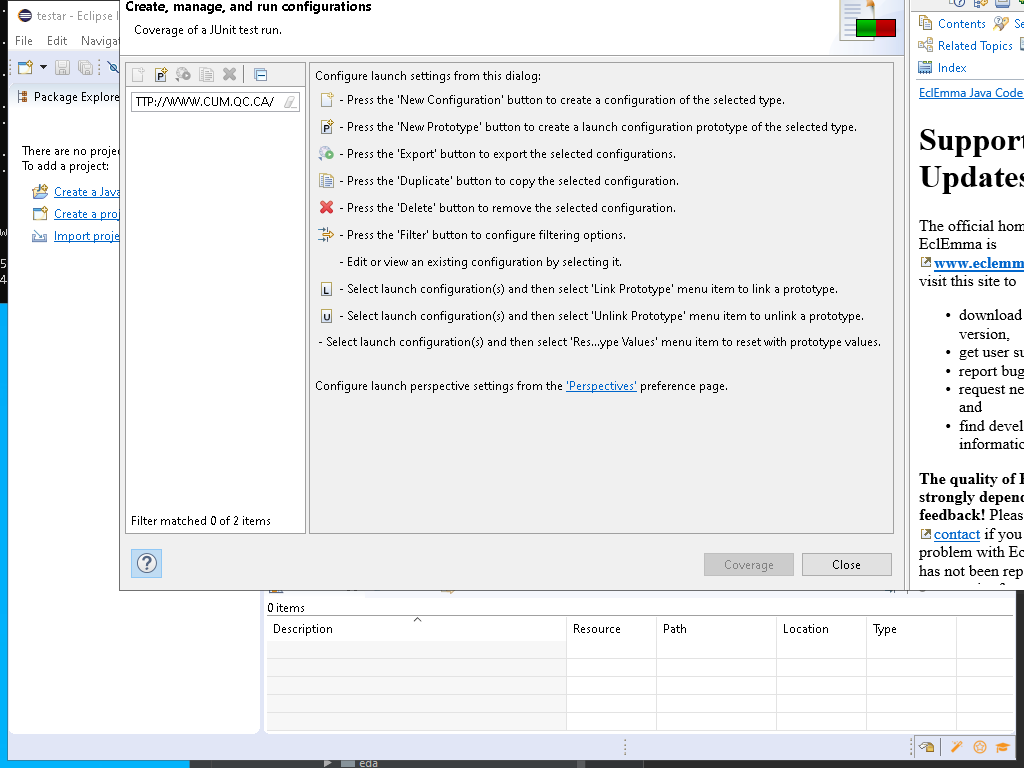 testar - Eclipse I
File Edit Naviga
Package Explore
There are no proje
To add a project:
Create a Java
Create a proj
Import proje
Create, manage, and run configurations
Coverage of a JUnit test run.
TTP://WWW.CUM.QC.CA/
Filter matched 0 of 2 items
Configure launch settings from this dialog:
- Press the 'New Configuration' button to create a configuration of the selected type.
- Press the 'New Prototype' button to create a launch configuration prototype of the selected type.
- Press the 'Export' button to export the selected configurations.
- Press the 'Duplicate' button to copy the selected configuration.
- Press the 'Delete' button to remove the selected configuration.
- Press the 'Filter' button to configure filtering options.
- Edit or view an existing configuration by selecting it.
- Select launch configuration(s) and then select 'Link Prototype' menu item to link a prototype.
- Select launch configuration(s) and then select 'Unlink Prototype' menu item to unlink a prototype.
- Select launch configuration(s) and then select 'Res...ype Values' menu item to reset with prototype values.
Configure launch perspective settings from the 'Perspectives' preference page.
Coverage
Close
Contents Se
Related Topics
Index
EclEmma Java Code
Support
Updates
The official hom
EclEmma is
www.eclemm
visit this site to
• download
version,
• get user su
• report bug
• request ne
and
• find devel
informatic
The quality of E
strongly depend
feedback! Pleas
contact if you
problem with Ec
has not been rep
0 items
Description Resource Path Location Type
eda